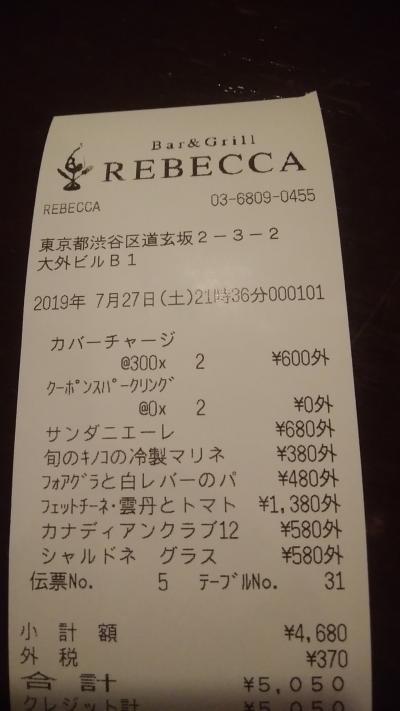 Bar&Grill
REBECCA
REBECCA 03-6809-0455
東京都渋谷区道玄坂2-3-2
大外ビルB1
2019年 7月27日(土)21時36分000101
カバーチャージ
@300x 2 ¥600外
クーポンスパークリング
@0x 2 ¥0外
サンダニエーレ ¥680外
旬のキノコの冷製マリネ ¥380外
フォアグラと白レバーのパ ¥480外
フェットチーネ・雲丹とトマト ¥1,380外
カナディアンクラブ12 ¥580外
シャルドネ グラス ¥580外
伝票No. 5 テーブルNo. 31
小計額 ¥4,680
外税 ¥370
合計 ¥5,050
クレジット計 ¥5,050